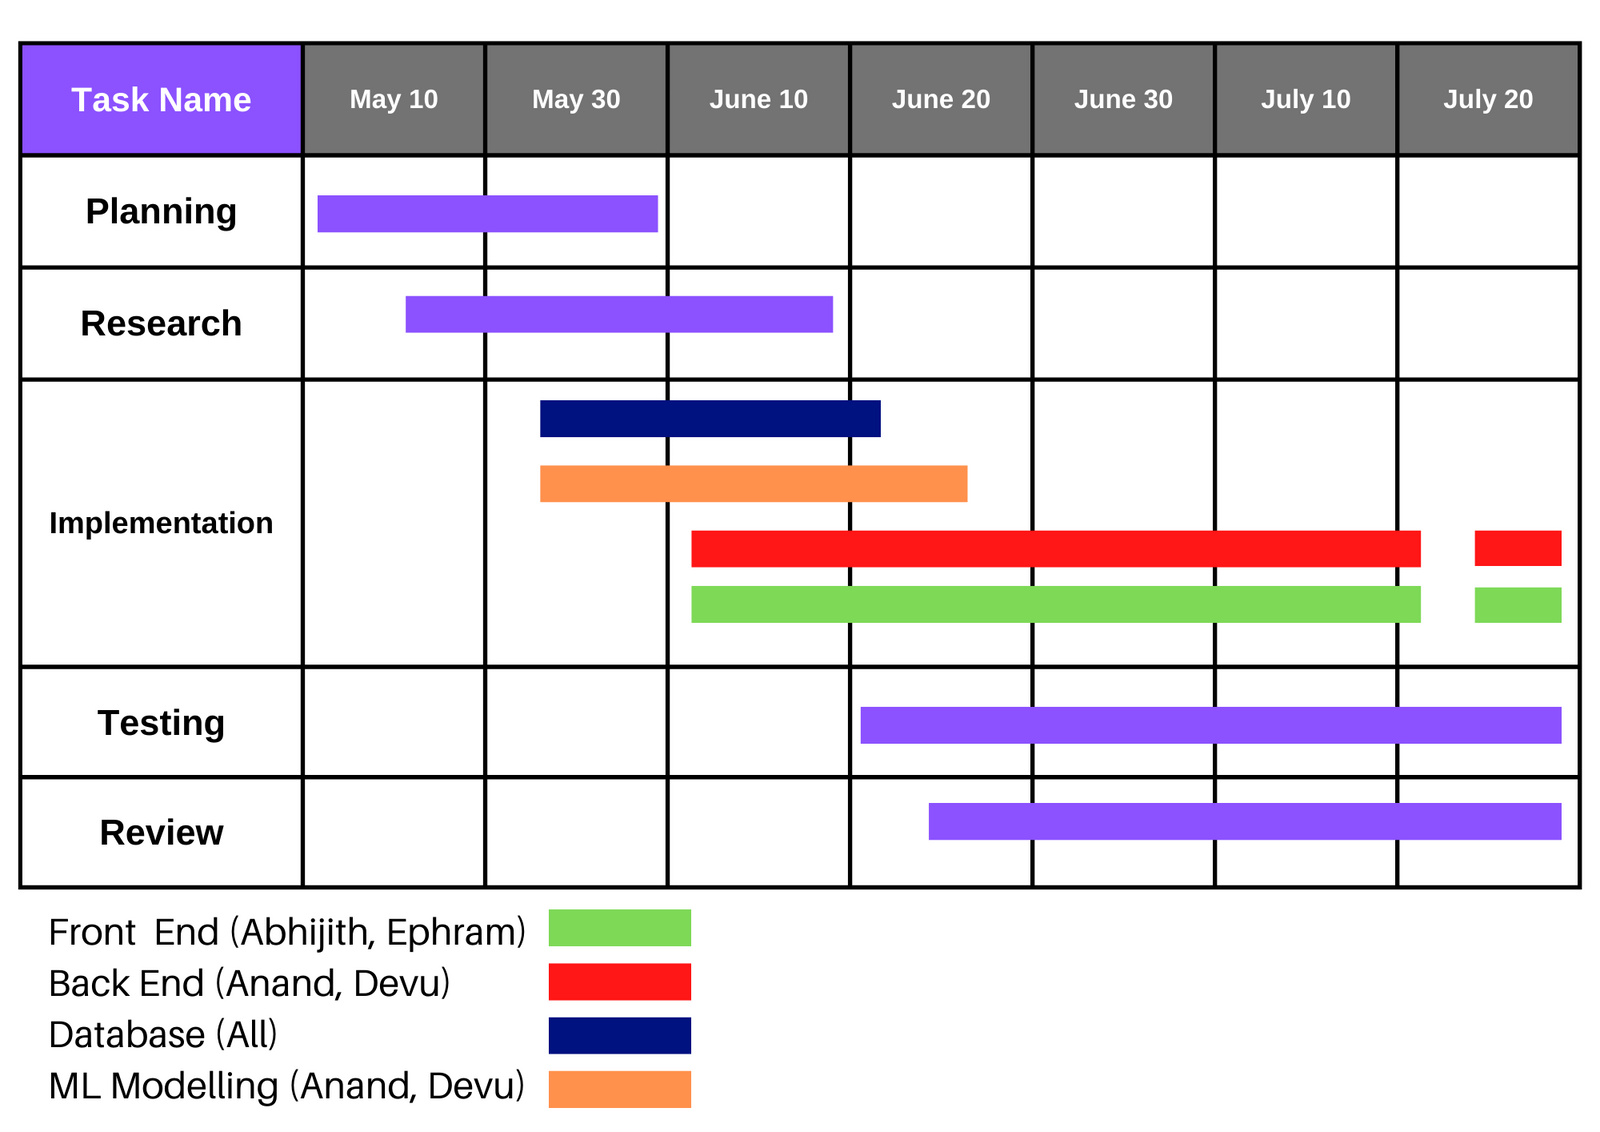 Task Name May 10 May 30 June 10 June 20 June 30 July 10 July 20
Planning
Research
Implementation
Testing
Review
Front End (Abhijith, Ephram)
Back End (Anand, Devu)
Database (All)
ML Modelling (Anand, Devu)